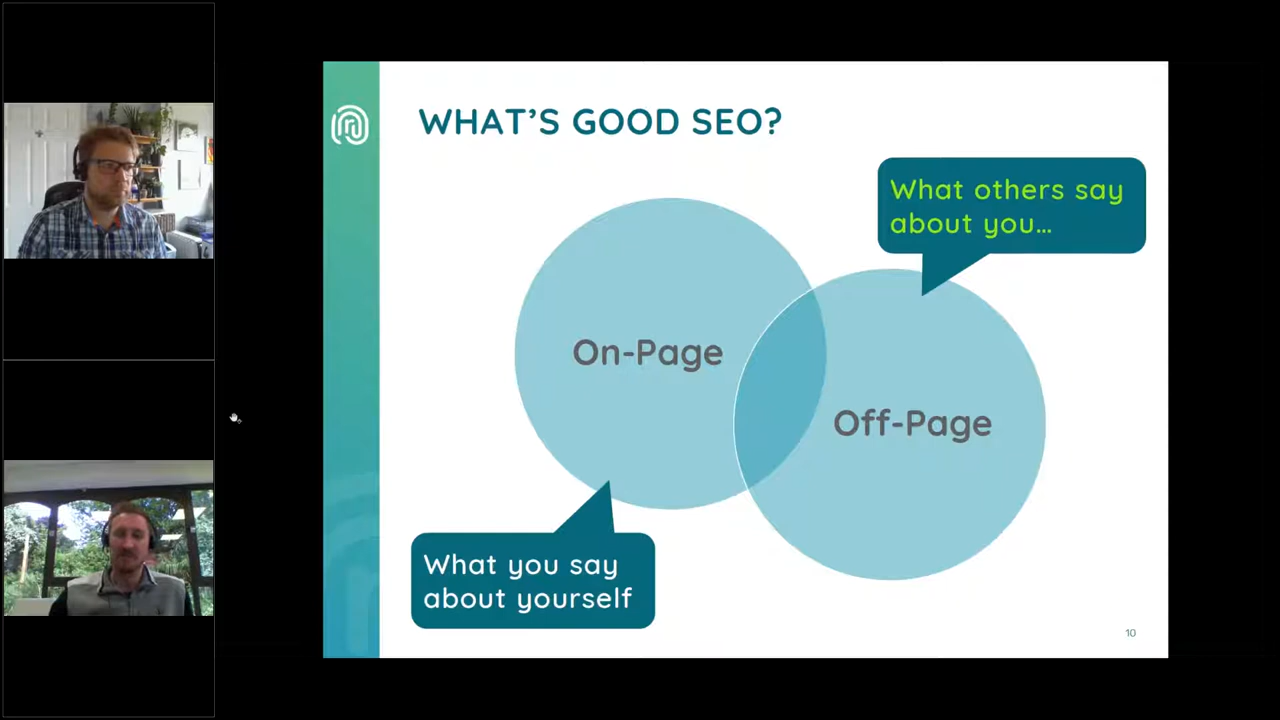 WHAT'S GOOD SEO?
What others say
about you...
On-Page
Off-Page
What you say
about yourself
10